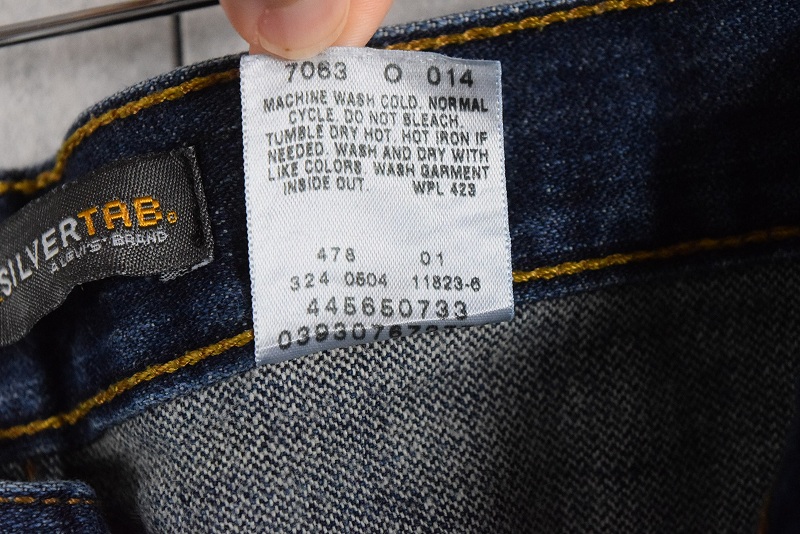 SILVERTAB
A LEVI'S BRAND
7063 O 014
MACHINE WASH COLD. NORMAL
CYCLE. DO NOT BLEACH.
TUMBLE DRY HOT. HOT IRON IF
NEEDED. WASH AND DRY WITH
LIKE COLORS. WASH GARMENT
INSIDE OUT. WPL 423
478 01
324 0504 11823-6
445650733